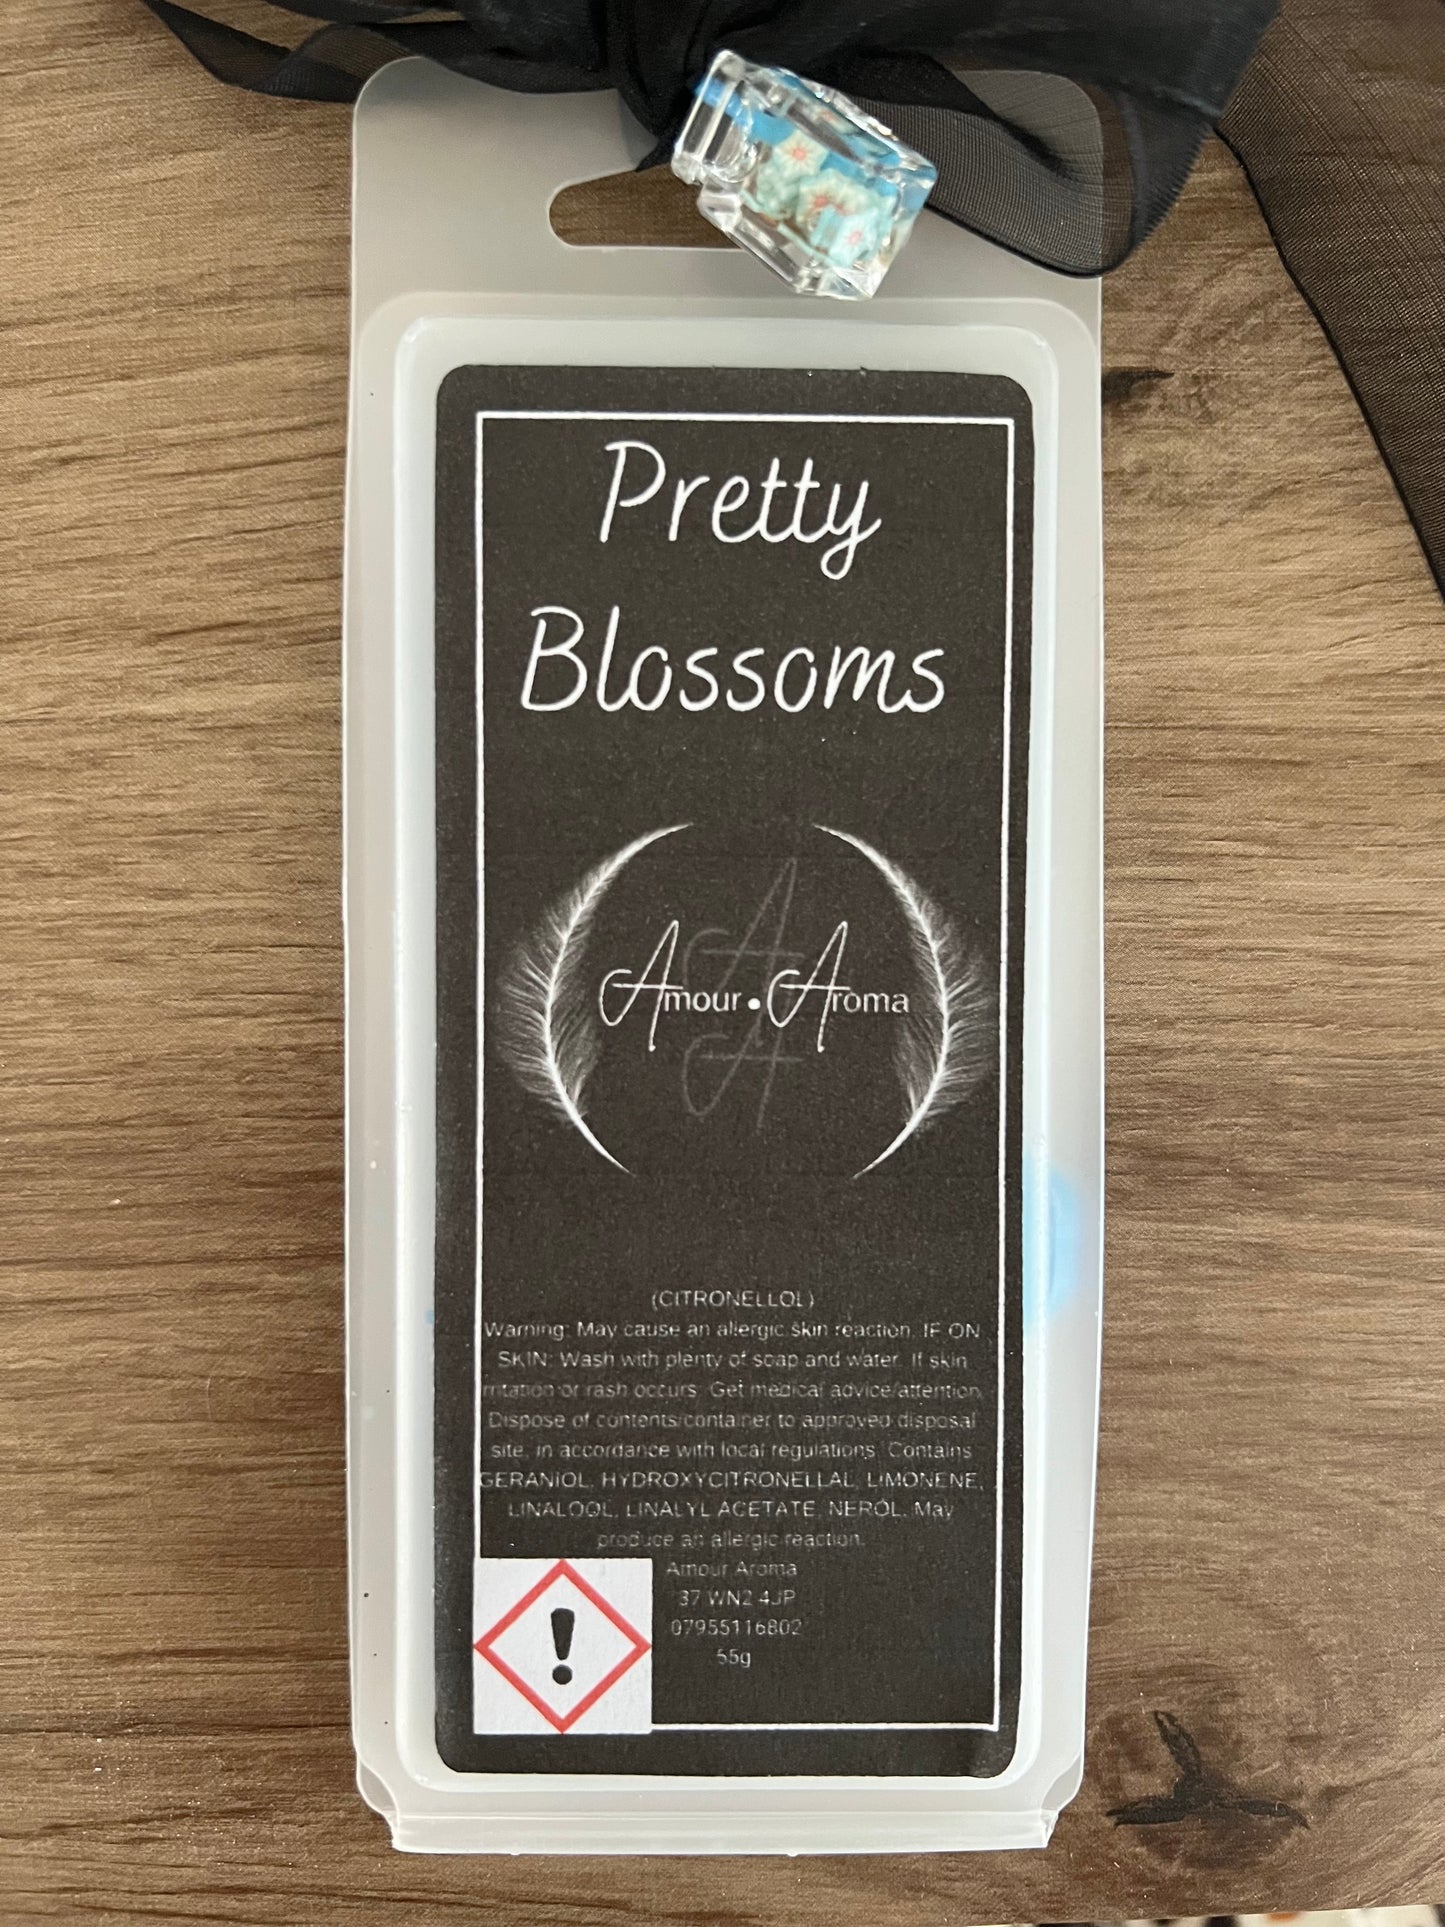 Pretty
Blossoms
Amour.Aroma
(CITRONELLOL)
Warning: May cause an allergic skin reaction. IF ON
SKIN: Wash with plenty of soap and water. If skin
irritation or rash occurs: Get medical advice/attention.
Dispose of contents/container to approved disposal
site, in accordance with local regulations. Contains
GERANIOL, HYDROXYCITRONELLAL, LIMONENE,
LINALOOL, LINALYL ACETATE, NEROL. May
produce an allergic reaction.
Amour Aroma
37 WN2 4JP
07955116802
55g